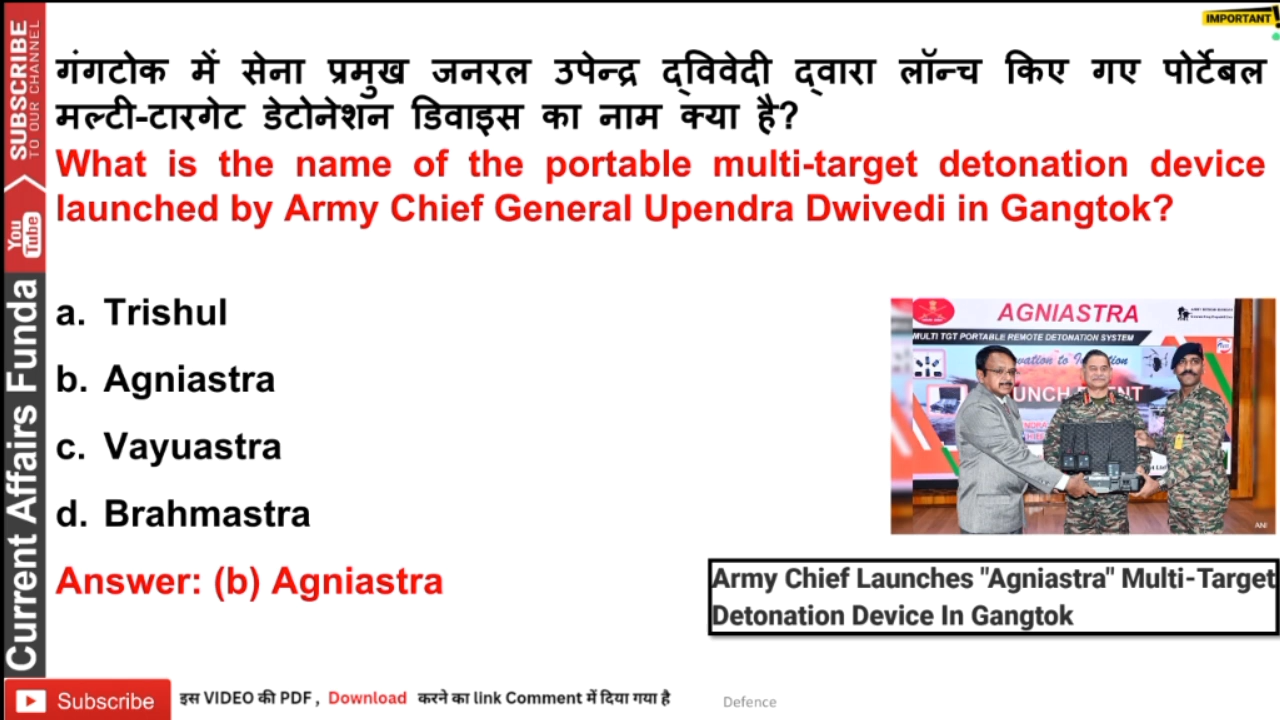 IMPORTANT
SUBSCRIBE
TO OUR CHANNEL
You
Tube
Current Affairs Funda
गंगटोक में सेना प्रमुख जनरल उपेन्द्र द्विवेदी द्वारा लॉन्च किए गए पोर्टेबल
मल्टी-टारगेट डेटोनेशन डिवाइस का नाम क्या है?
What is the name of the portable multi-target detonation device
launched by Army Chief General Upendra Dwivedi in Gangtok?
a. Trishul
b. Agniastra
c. Vayuastra
d. Brahmastra
Answer: (b) Agniastra
AGNIASTRA
MULTI TGT PORTABLE REMOTE DETONATION SYSTEM
ANI
Army Chief Launches "Agniastra" Multi-Target
Detonation Device In Gangtok
Subscribe
इस VIDEO की PDF , Download करने का link Comment में दिया गया है
Defence